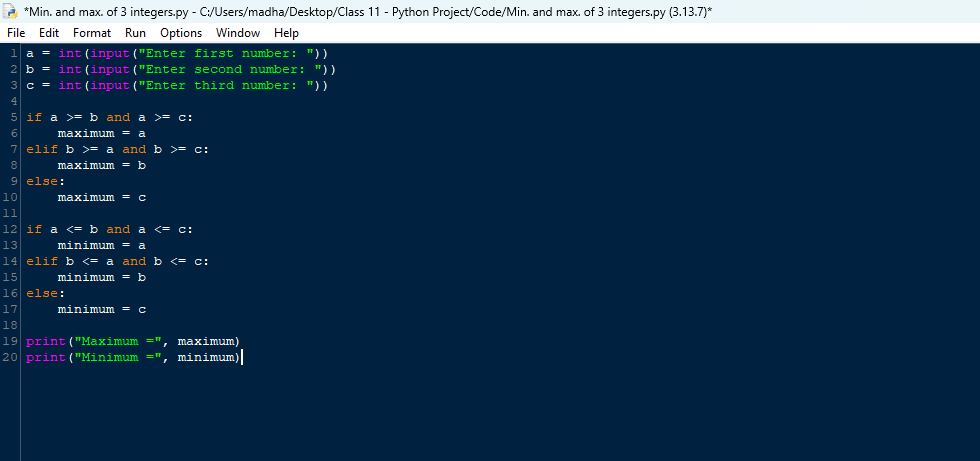 *Min. and max. of 3 integers.py - C:/Users/madha/Desktop/Class 11 - Python Project/Code/Min. and max. of 3 integers.py (3.13.7)*
File Edit Format Run Options Window Help
1 a = int(input("Enter first number: "))
2 b = int(input("Enter second number: "))
3 c = int(input("Enter third number: "))
4
5 if a >= b and a >= c:
6     maximum = a
7 elif b >= a and b >= c:
8     maximum = b
9 else:
10     maximum = c
11
12 if a <= b and a <= c:
13     minimum = a
14 elif b <= a and b <= c:
15     minimum = b
16 else:
17     minimum = c
18
19 print("Maximum =", maximum)
20 print("Minimum =", minimum)